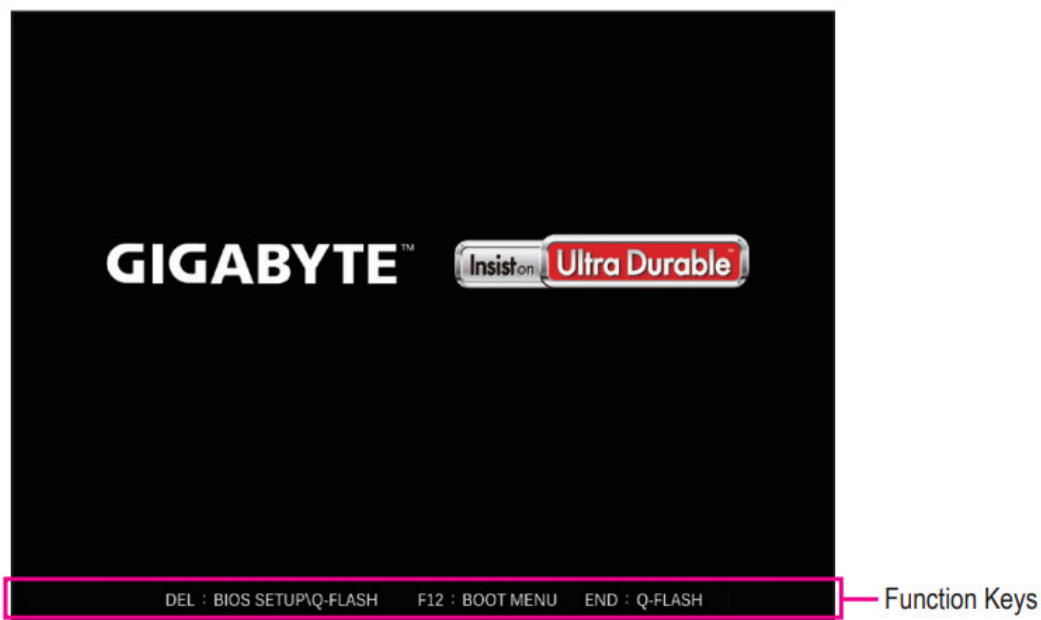 GIGABYTE™ Insist on Ultra Durable™
DEL : BIOS SETUP\Q-FLASH F12 : BOOT MENU END : Q-FLASH Function Keys